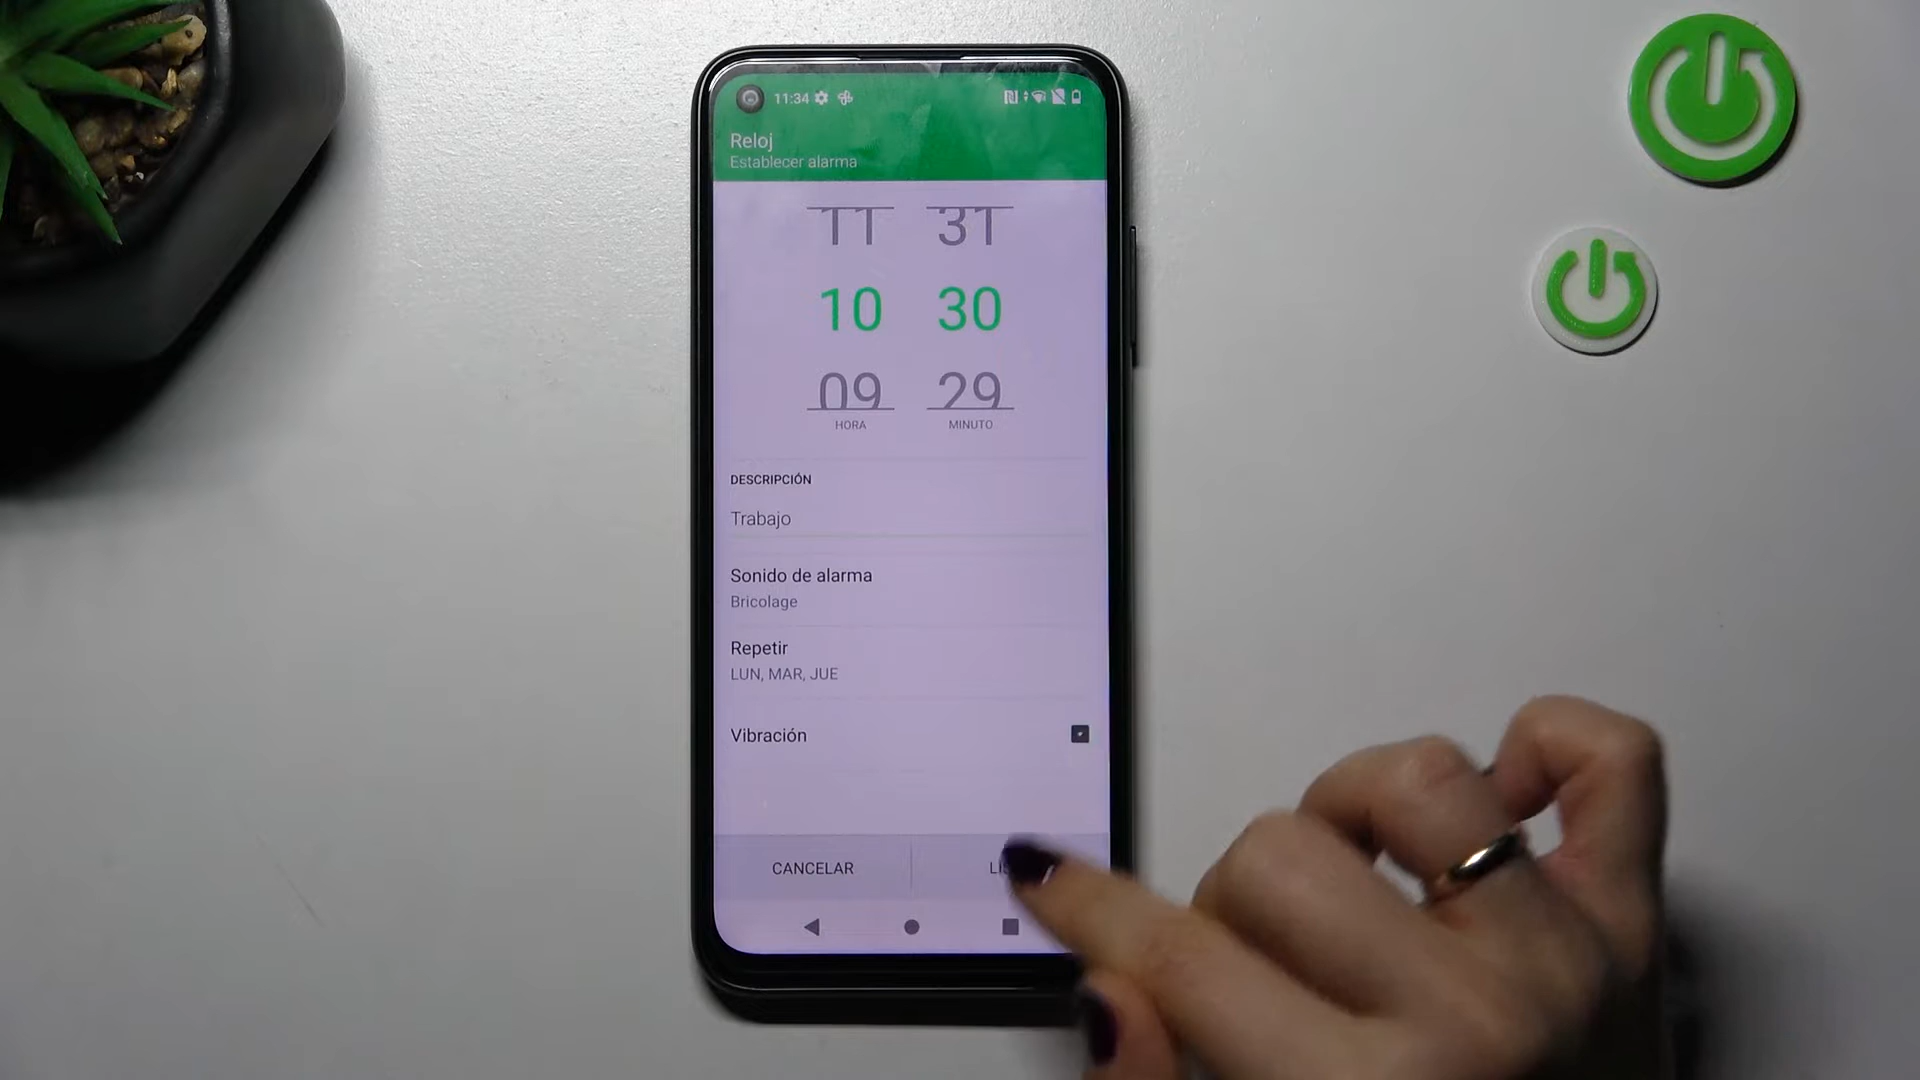 11:34
Reloj
Establecer alarma
11 31
10 30
09 29
HORA MINUTO
DESCRIPCIÓN
Trabajo
Sonido de alarma
Bricolage
Repetir
LUN, MAR, JUE
Vibración
CANCELAR